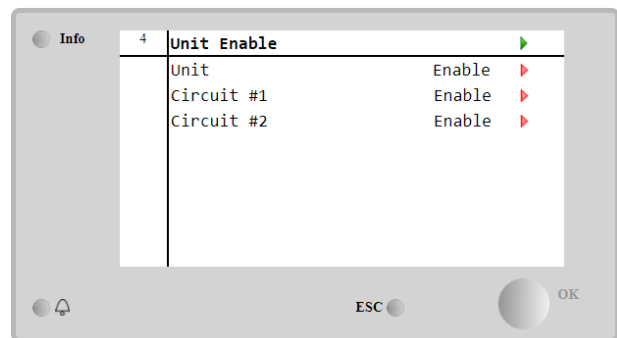 Info
4 Unit Enable
Unit Enable
Circuit #1 Enable
Circuit #2 Enable
ESC
OK